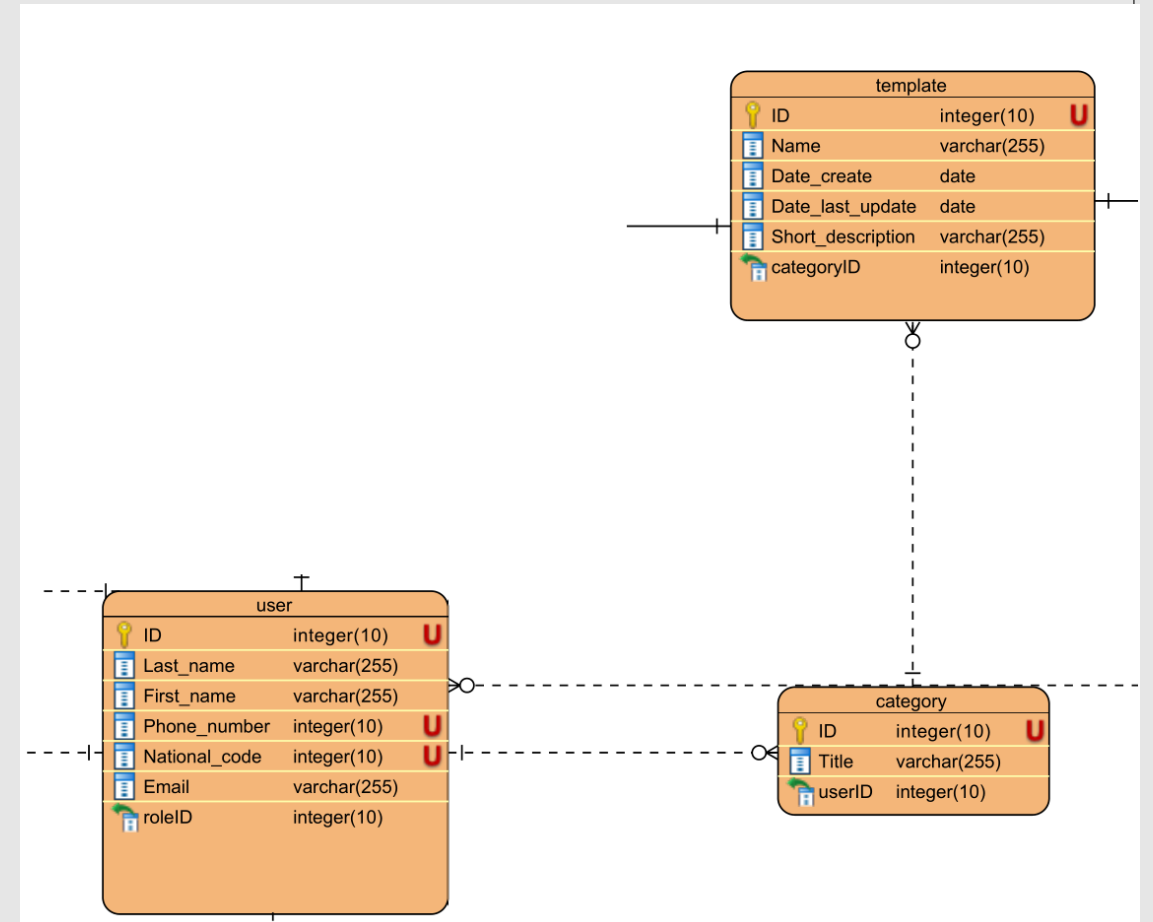 template
ID integer(10) U
Name varchar(255)
Date_create date
Date_last_update date
Short_description varchar(255)
categoryID integer(10)
user
ID integer(10) U
Last_name varchar(255)
First_name varchar(255)
Phone_number integer(10) U
National_code integer(10) U
Email varchar(255)
roleID integer(10)
category
ID integer(10) U
Title varchar(255)
userID integer(10)